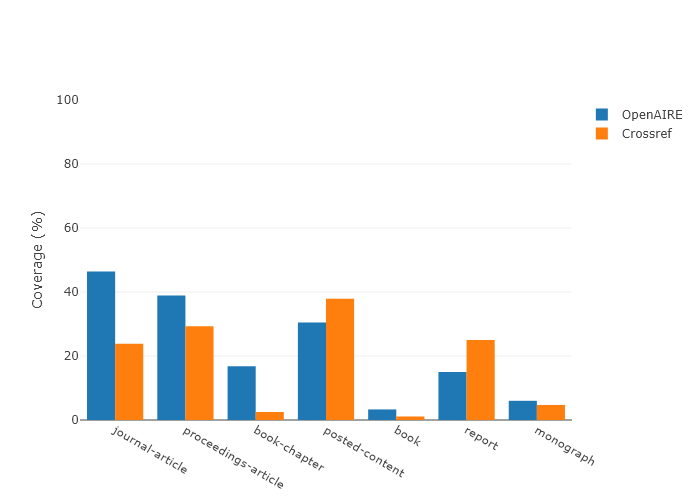 100
80
60
40
20
0
Coverage (%)
journal-article
proceedings-article
book-chapter
posted-content
book
report
monograph
OpenAIRE
Crossref